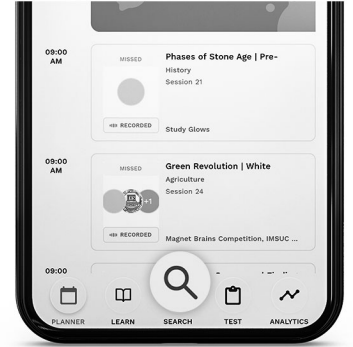 09:00
AM
MISSED
Phases of Stone Age | Pre-
History
Session 21
RECORDED
Study Glows
09:00
AM
MISSED
Green Revolution | White
Agriculture
Session 24
+1
RECORDED
Magnet Brains Competition, IMSUC ...
09:00
PLANNER
LEARN
SEARCH
TEST
ANALYTICS